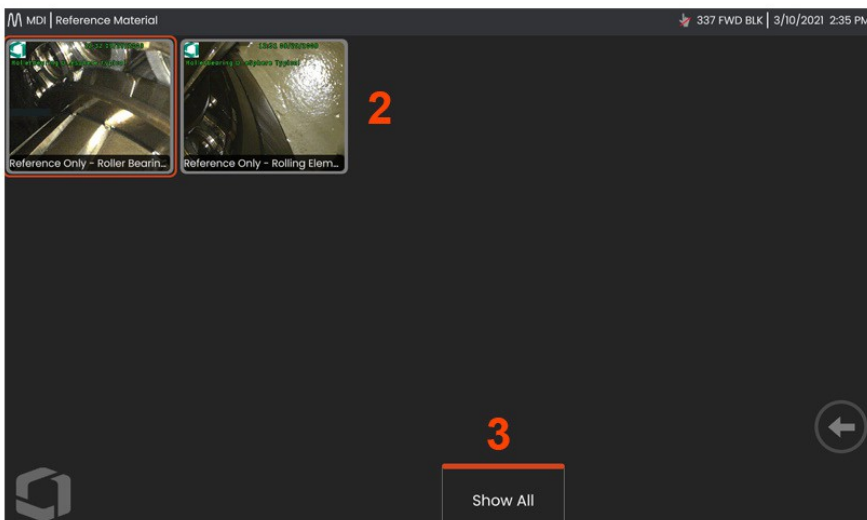 MDI | Reference Material
337 FWD BLK | 3/10/2021 2:35 PM
Reference Only - Roller Bearin...
Reference Only - Rolling Elem...
2
3
Show All